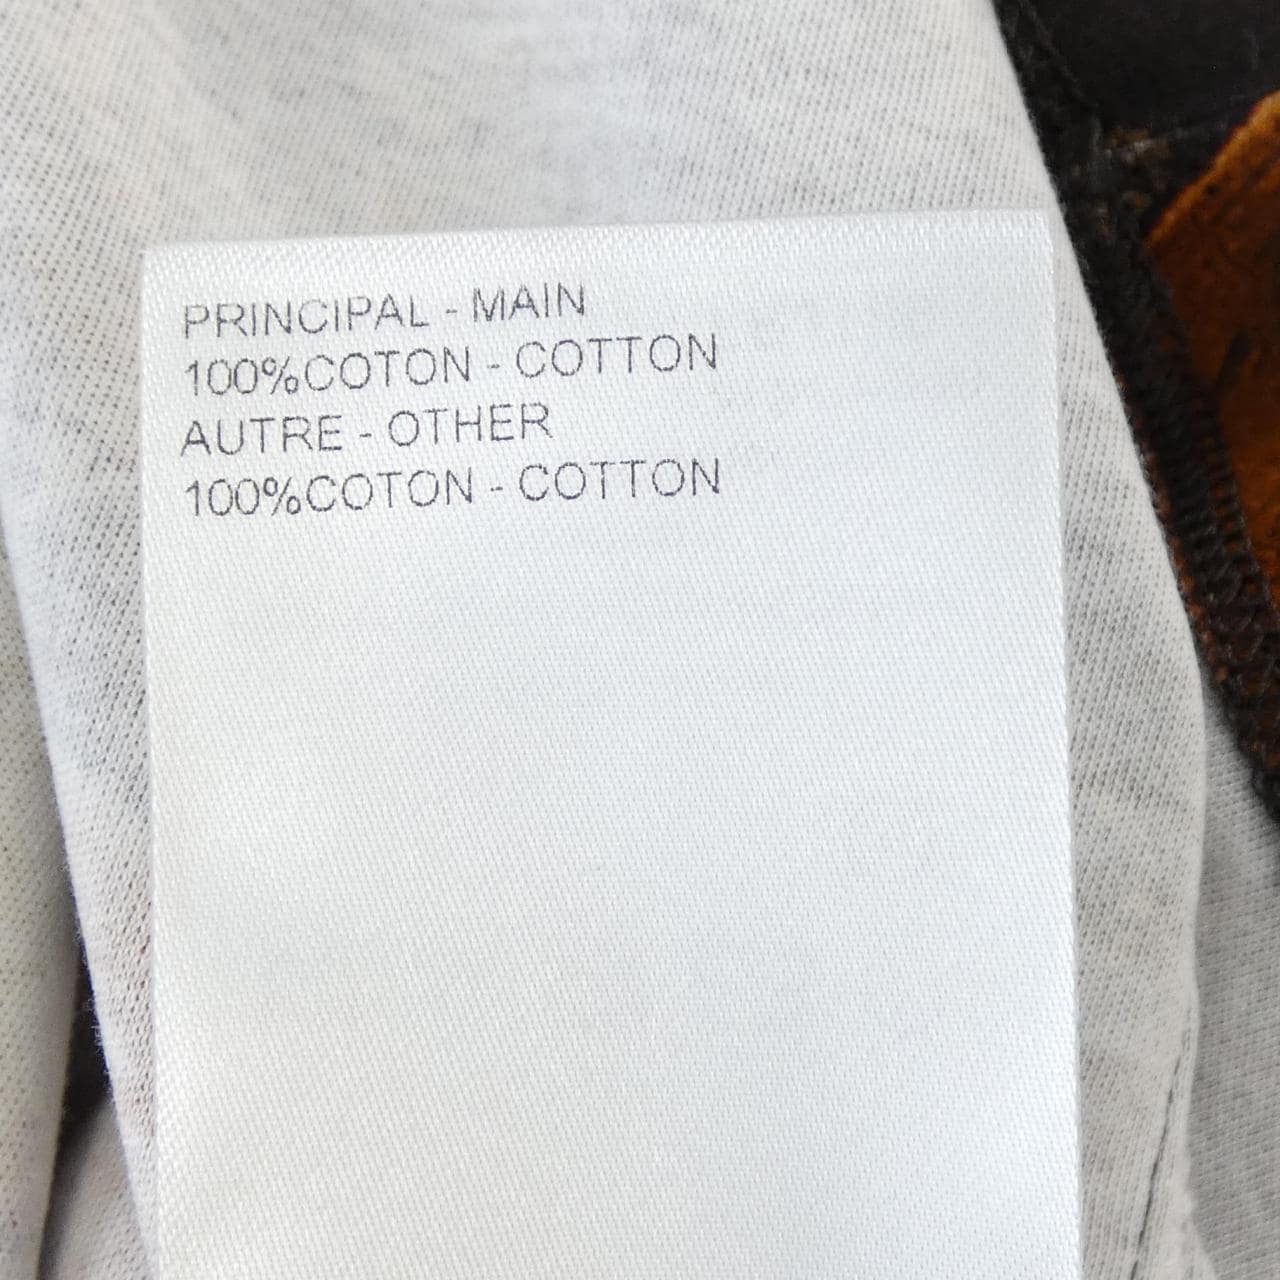 PRINCIPAL - MAIN
100%COTON - COTTON
AUTRE - OTHER
100%COTON - COTTON